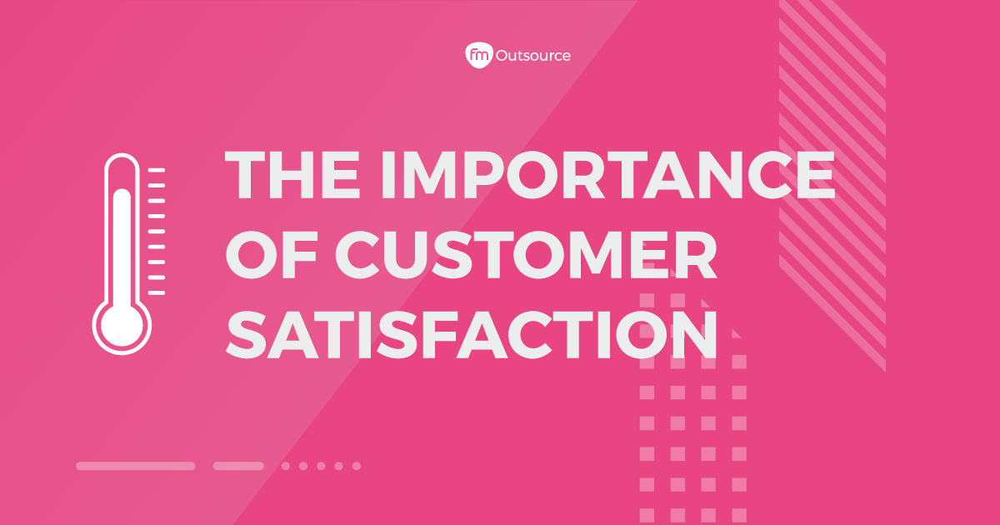 fm Outsource
THE IMPORTANCE
OF CUSTOMER
SATISFACTION